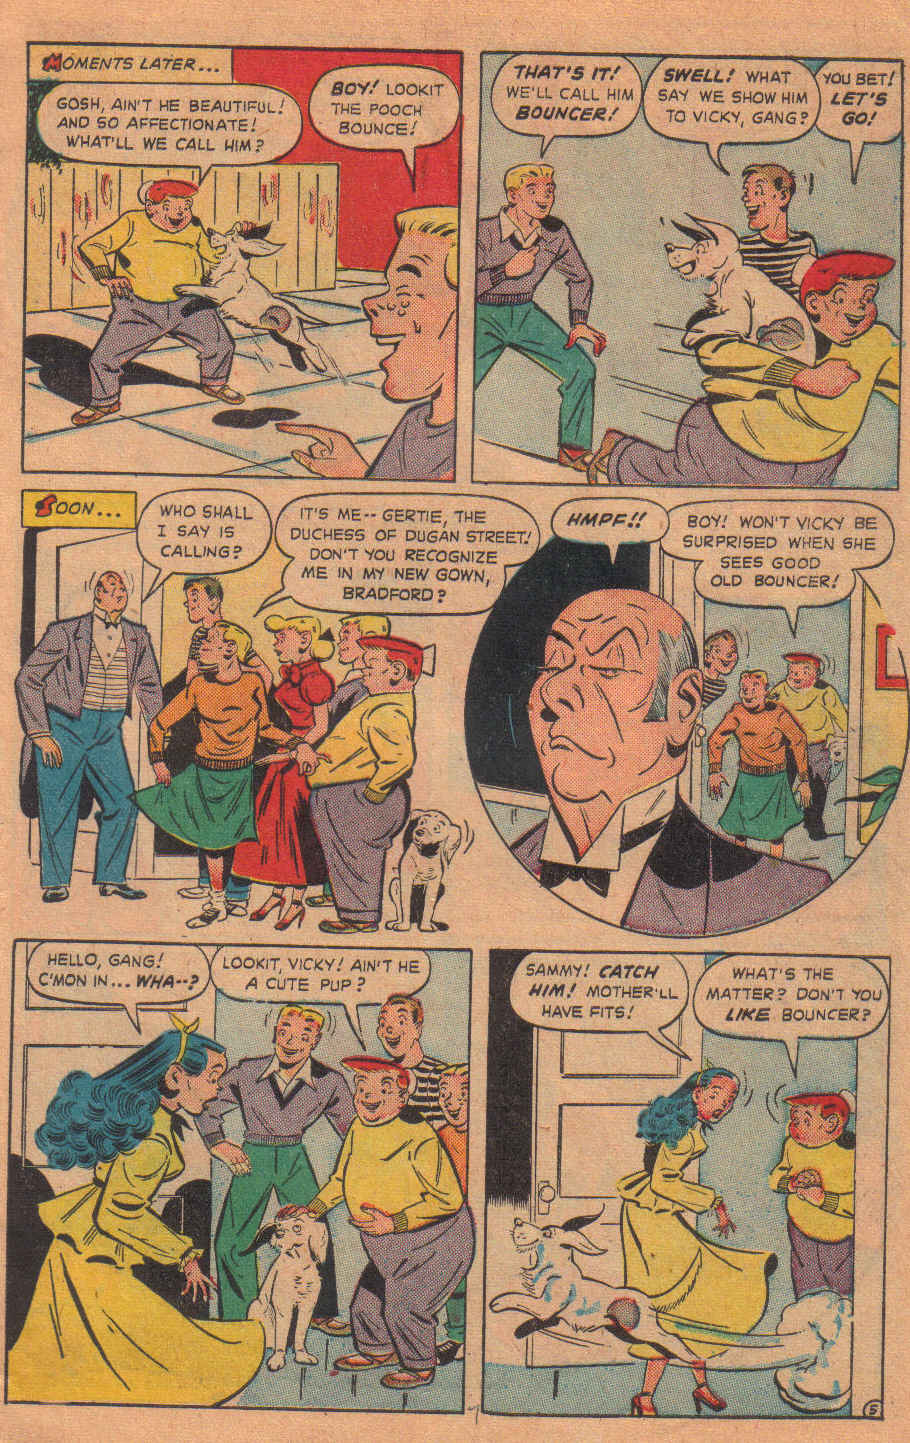 MOMENTS LATER...
GOSH, AIN'T HE BEAUTIFUL!
AND SO AFFECTIONATE!
WHAT'LL WE CALL HIM?
BOY! LOOKIT
THE POOCH
BOUNCE!
THAT'S IT!
WE'LL CALL HIM
BOUNCER!
SWELL! WHAT
SAY WE SHOW HIM
TO VICKY, GANG?
YOU BET!
LET'S
GO!
SOON...
WHO SHALL
I SAY IS
CALLING?
IT'S ME-- GERTIE, THE
DUCHESS OF DUGAN STREET!
DON'T YOU RECOGNIZE
ME IN MY NEW GOWN,
BRADFORD?
HMPF!!
BOY! WON'T VICKY BE
SURPRISED WHEN SHE
SEES GOOD
OLD BOUNCER!
HELLO, GANG!
C'MON IN... WHA--?
LOOKIT, VICKY! AIN'T HE
A CUTE PUP?
SAMMY! CATCH
HIM! MOTHER'LL
HAVE FITS!
WHAT'S THE
MATTER? DON'T YOU
LIKE BOUNCER?
5